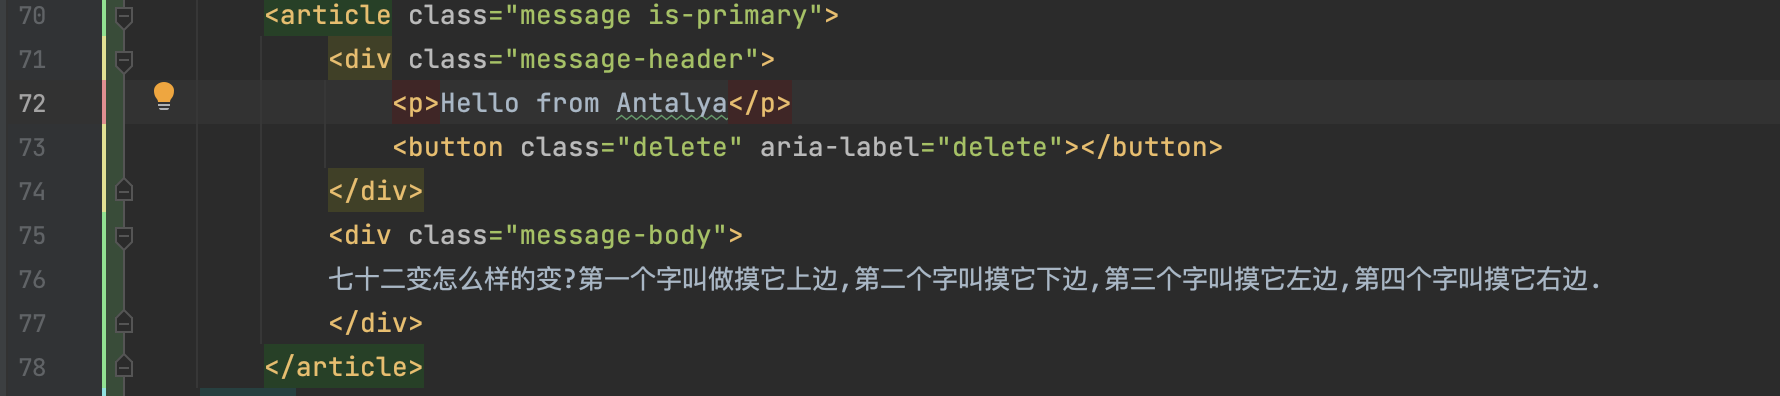 70 <article class="message is-primary">
71 <div class="message-header">
72 <p>Hello from Antalya</p>
73 <button class="delete" aria-label="delete"></button>
74 </div>
75 <div class="message-body">
76 七十二变怎么样的变?第一个字叫做摸它上边,第二个字叫摸它下边,第三个字叫摸它左边,第四个字叫摸它右边.
77 </div>
78 </article>